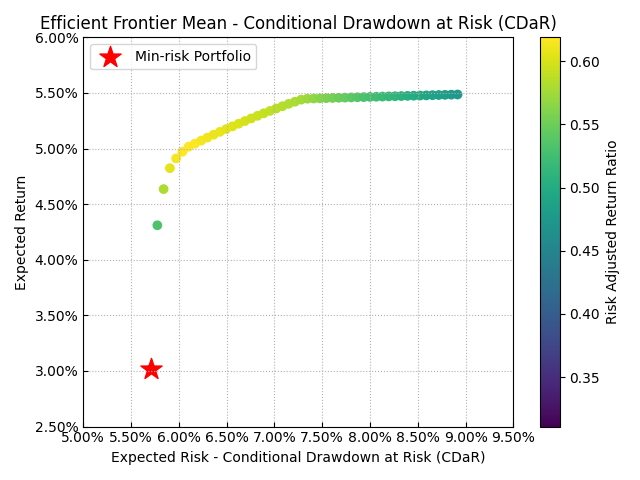 Efficient Frontier Mean - Conditional Drawdown at Risk (CDaR)
Min-risk Portfolio
6.00%
5.50%
5.00%
4.50%
4.00%
3.50%
3.00%
2.50%
Expected Return
5.00% 5.50% 6.00% 6.50% 7.00% 7.50% 8.00% 8.50% 9.00% 9.50%
Expected Risk - Conditional Drawdown at Risk (CDaR)
0.60
0.55
0.50
0.45
0.40
0.35
Risk Adjusted Return Ratio